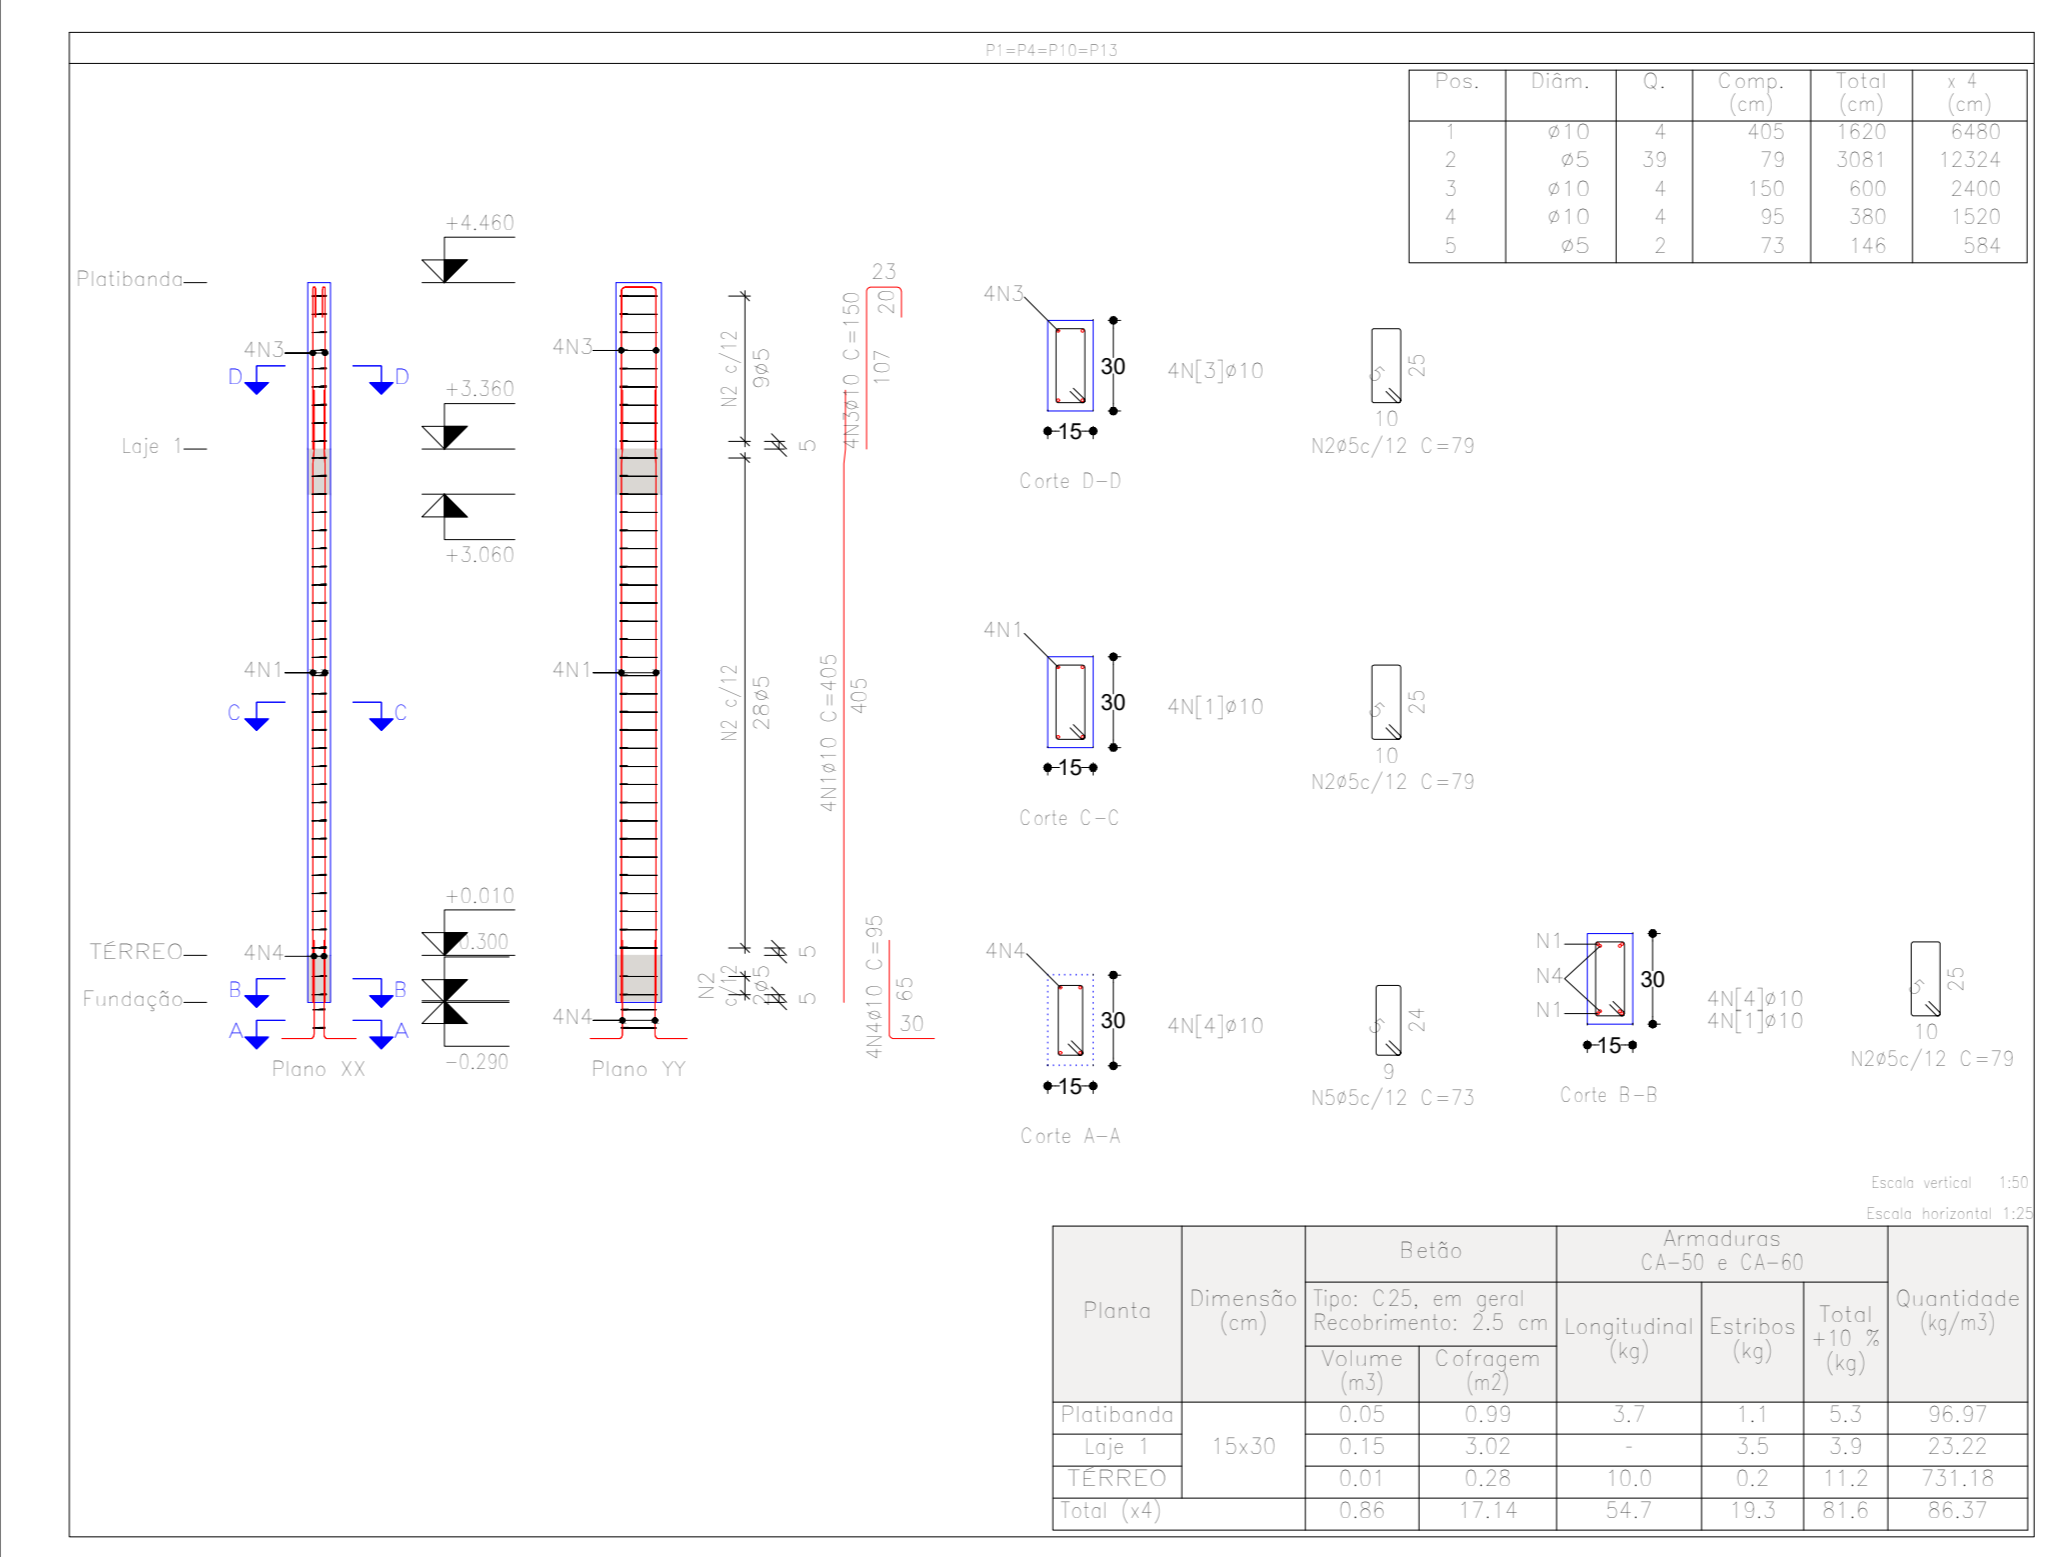 P1=P4=P10=P13
Pos. Diâm. Q. Comp. (cm) Total (cm) x 4 (cm)
1 ø10 4 405 1620 6480
2 ø5 39 79 3081 12324
3 ø10 4 150 600 2400
4 ø10 4 95 380 1520
5 ø5 2 73 146 584
Platibanda
Laje 1
TÉRREO
Fundação
4N3
D D
4N1
C C
4N4
B B
A A
Plano XX
+4.460
+3.360
+3.060
+0.010
0.300
-0.290
4N3
4N1
4N4
Plano YY
N2 c/12
9ø5
5
N2 c/12
28ø5
5
N2
c/12
2ø5
5
23
20
4N3ø10 C=150
107
4N1ø10 C=405
405
4N4ø10 C=95
65
30
4N3
30
15
Corte D-D
4N[3]ø10
5
25
10
N2ø5c/12 C=79
4N1
30
15
Corte C-C
4N[1]ø10
5
25
10
N2ø5c/12 C=79
4N4
30
15
Corte A-A
4N[4]ø10
5
24
9
N5ø5c/12 C=73
N1
N4
N1
30
15
Corte B-B
4N[4]ø10
4N[1]ø10
5
25
10
N2ø5c/12 C=79
Escala vertical 1:50
Escala horizontal 1:25
Planta
Dimensão
(cm)
Betão
Tipo: C25, em geral
Recobrimento: 2.5 cm
Volume
(m3)
Cofragem
(m2)
Armaduras
CA-50 e CA-60
Longitudinal
(kg)
Estribos
(kg)
Total
+10 %
(kg)
Quantidade
(kg/m3)
Platibanda 0.05 0.99 3.7 1.1 5.3 96.97
Laje 1 15x30 0.15 3.02 - 3.5 3.9 23.22
TÉRREO 0.01 0.28 10.0 0.2 11.2 731.18
Total (x4) 0.86 17.14 54.7 19.3 81.6 86.37